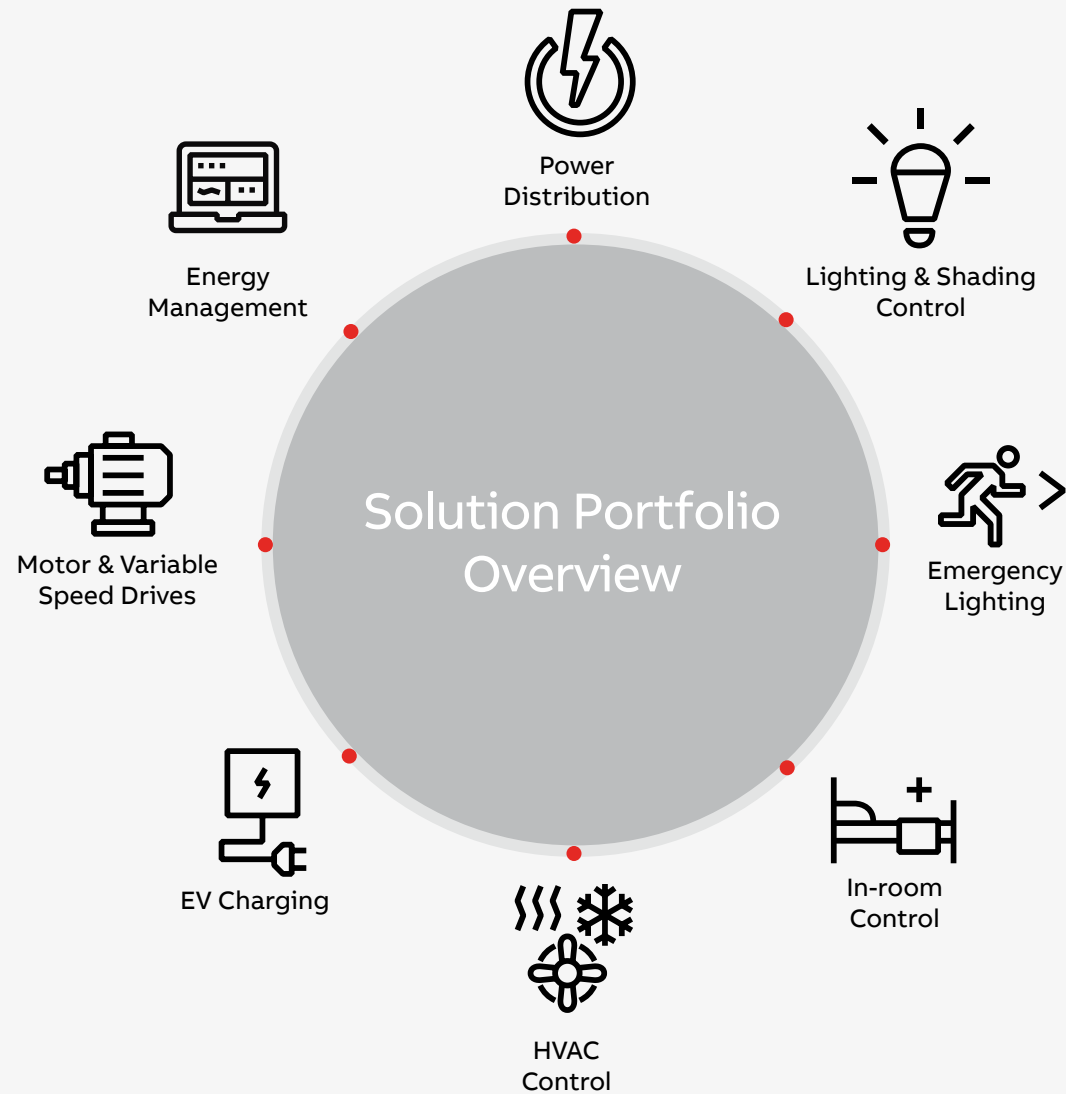 Power
Distribution
Lighting & Shading
Control
Energy
Management
Solution Portfolio
Overview
Motor & Variable
Speed Drives
Emergency
Lighting
EV Charging
In-room
Control
HVAC
Control